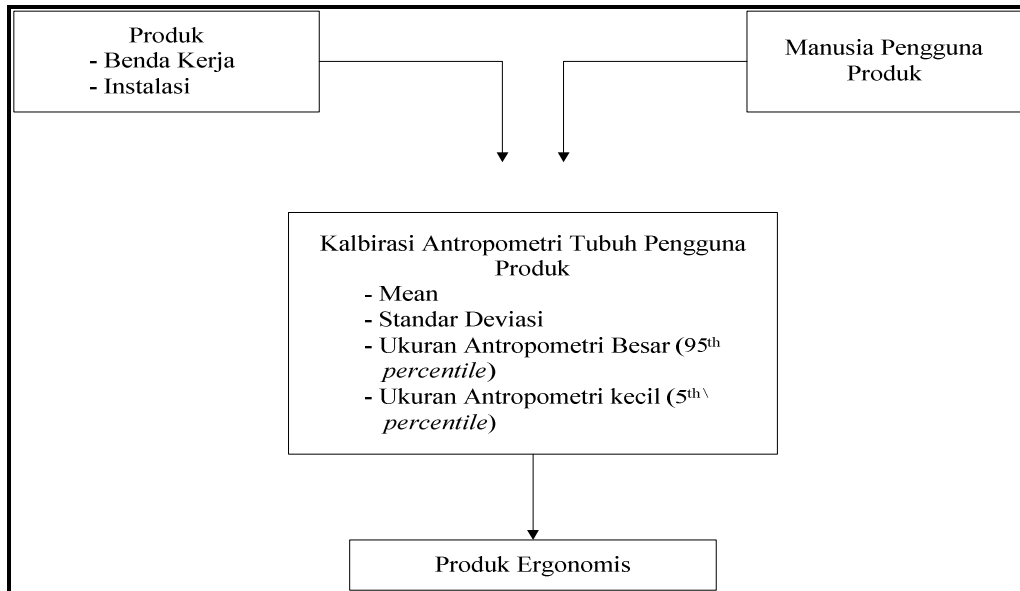 Produk
- Benda Kerja
- Instalasi
Manusia Pengguna
Produk
Kalbirasi Antropometri Tubuh Pengguna
Produk
- Mean
- Standar Deviasi
- Ukuran Antropometri Besar (95th
percentile)
- Ukuran Antropometri kecil (5th\
percentile)
Produk Ergonomis